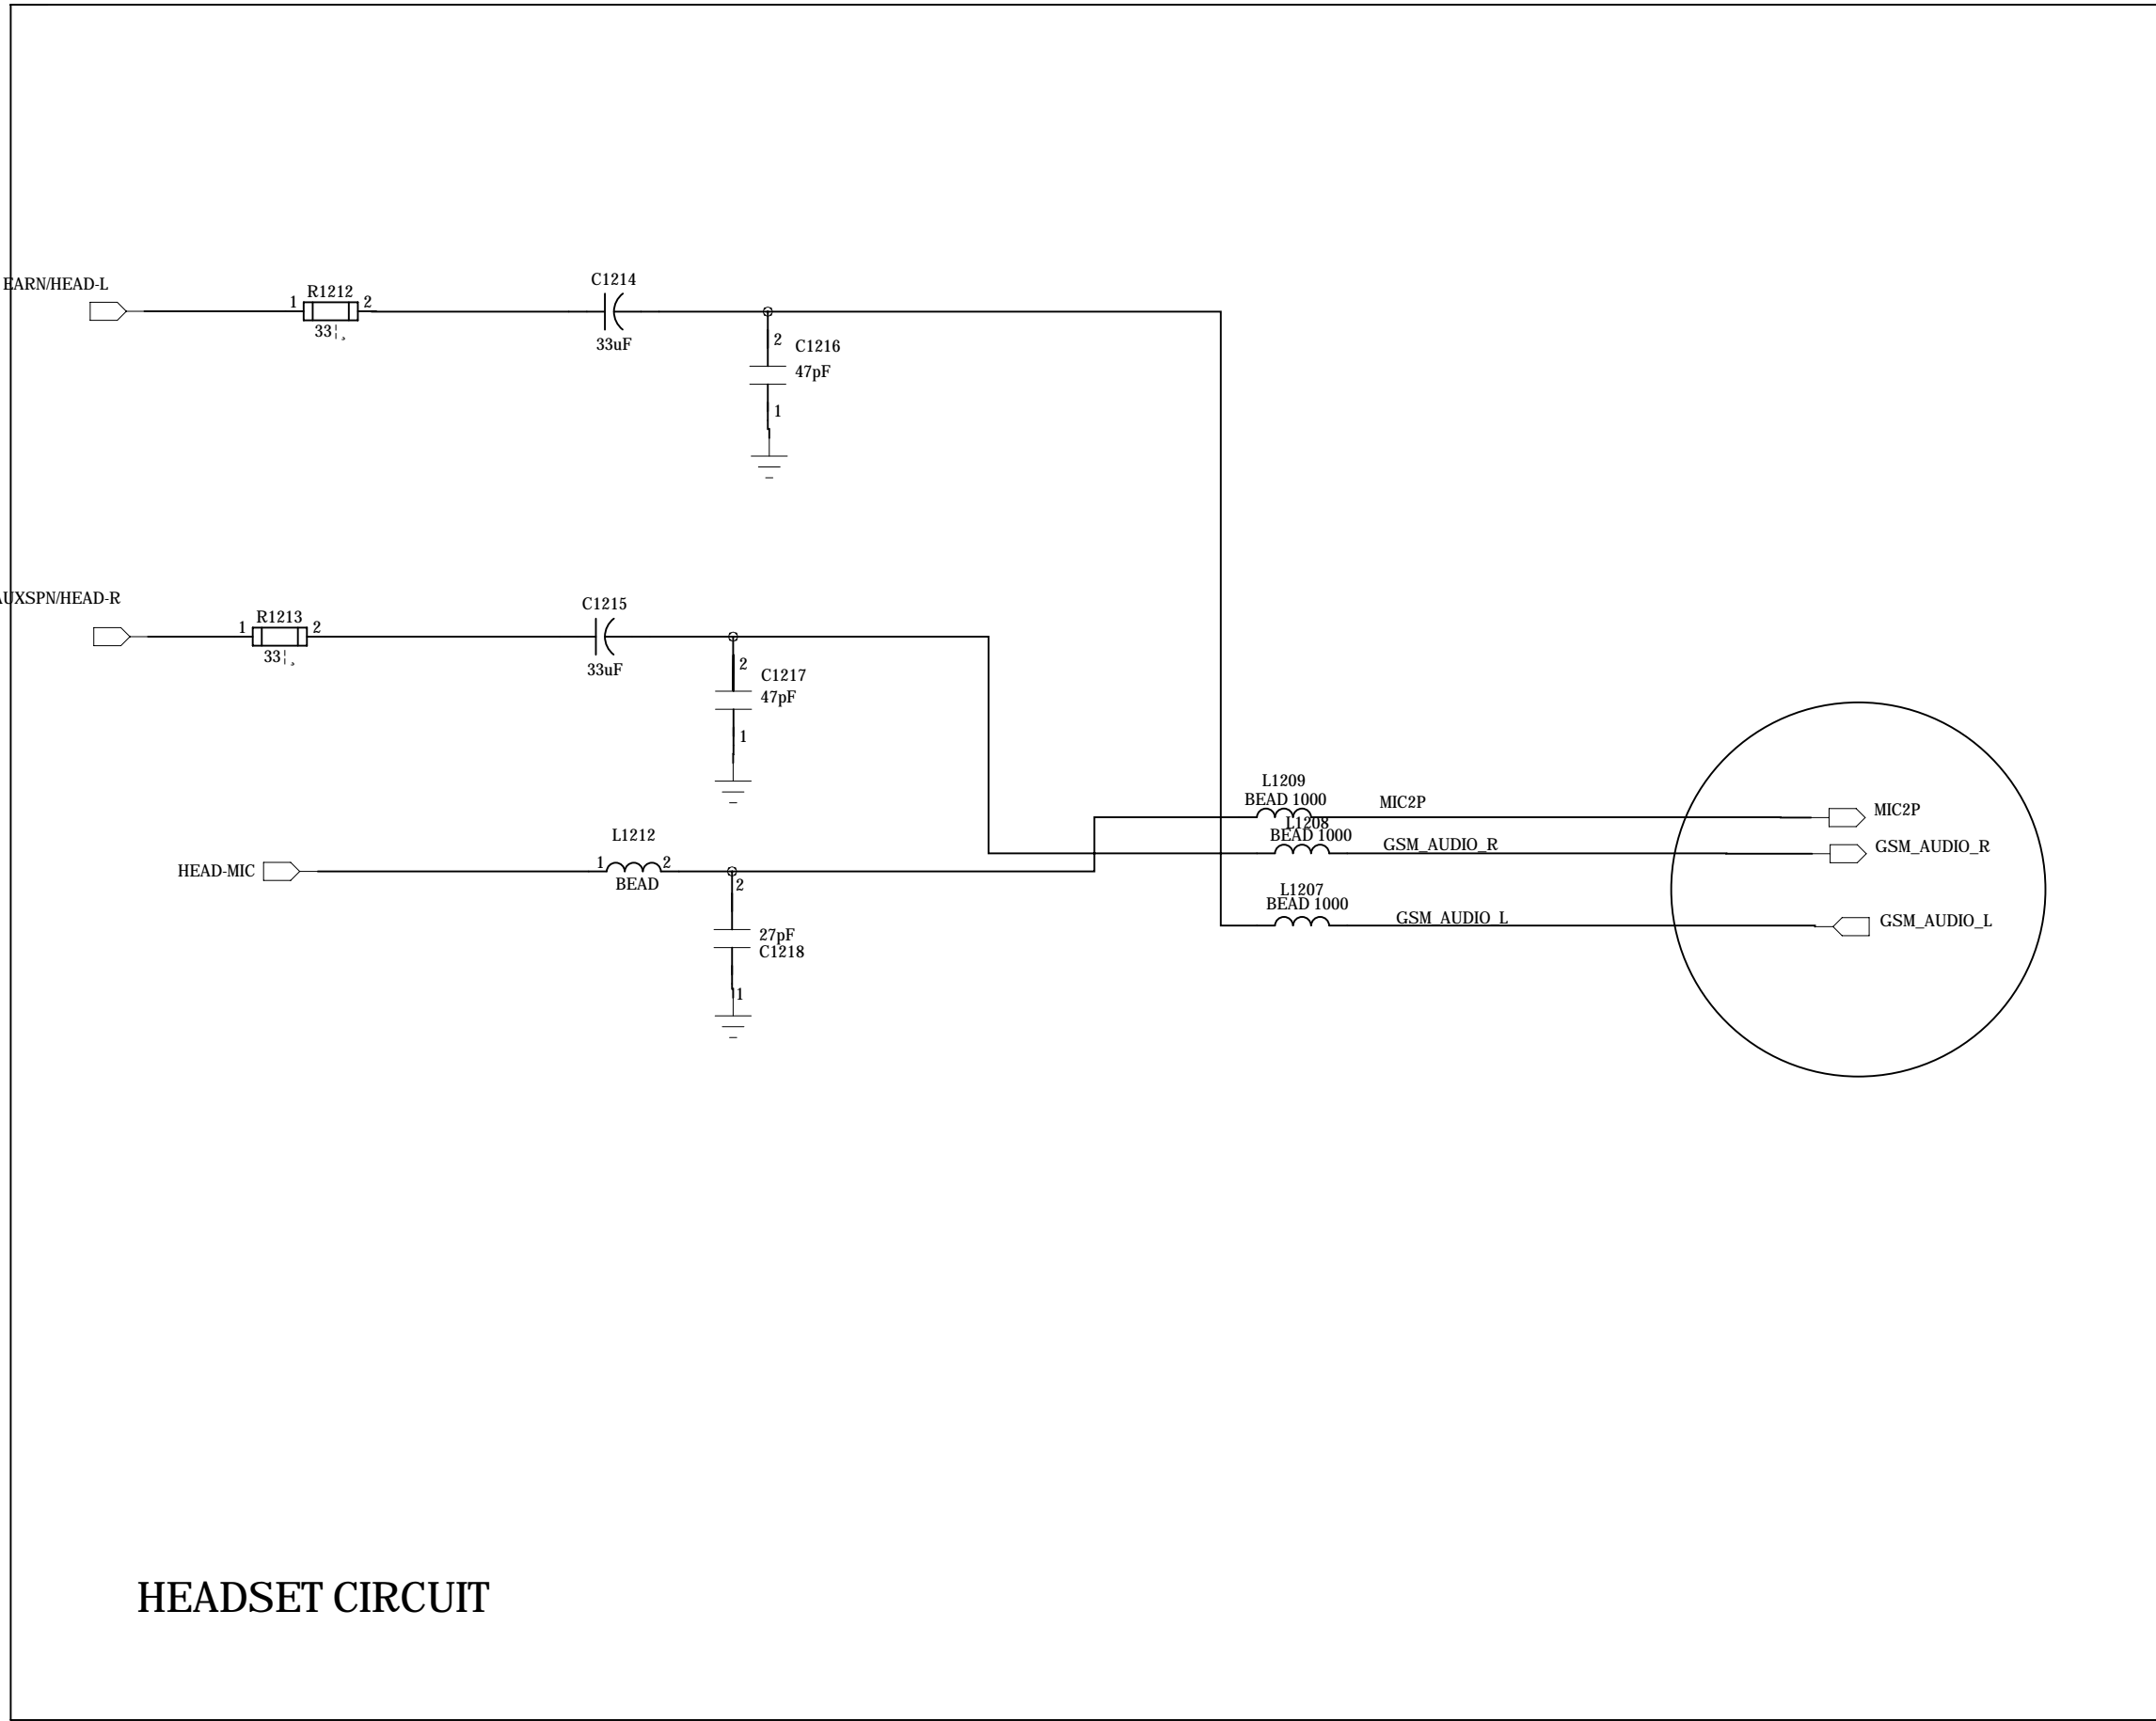 EARN/HEAD-L
1 R1212 2
33¦¸
C1214
33uF
2
C1216
47pF
1
AUXSPN/HEAD-R
1 R1213 2
33¦¸
C1215
33uF
2
C1217
47pF
1
HEAD-MIC
L1212
1 2
BEAD
2
27pF
C1218
1
L1209
BEAD 1000
MIC2P
MIC2P
L1208
BEAD 1000
GSM_AUDIO_R
GSM_AUDIO_R
L1207
BEAD 1000
GSM_AUDIO_L
GSM_AUDIO_L
HEADSET CIRCUIT